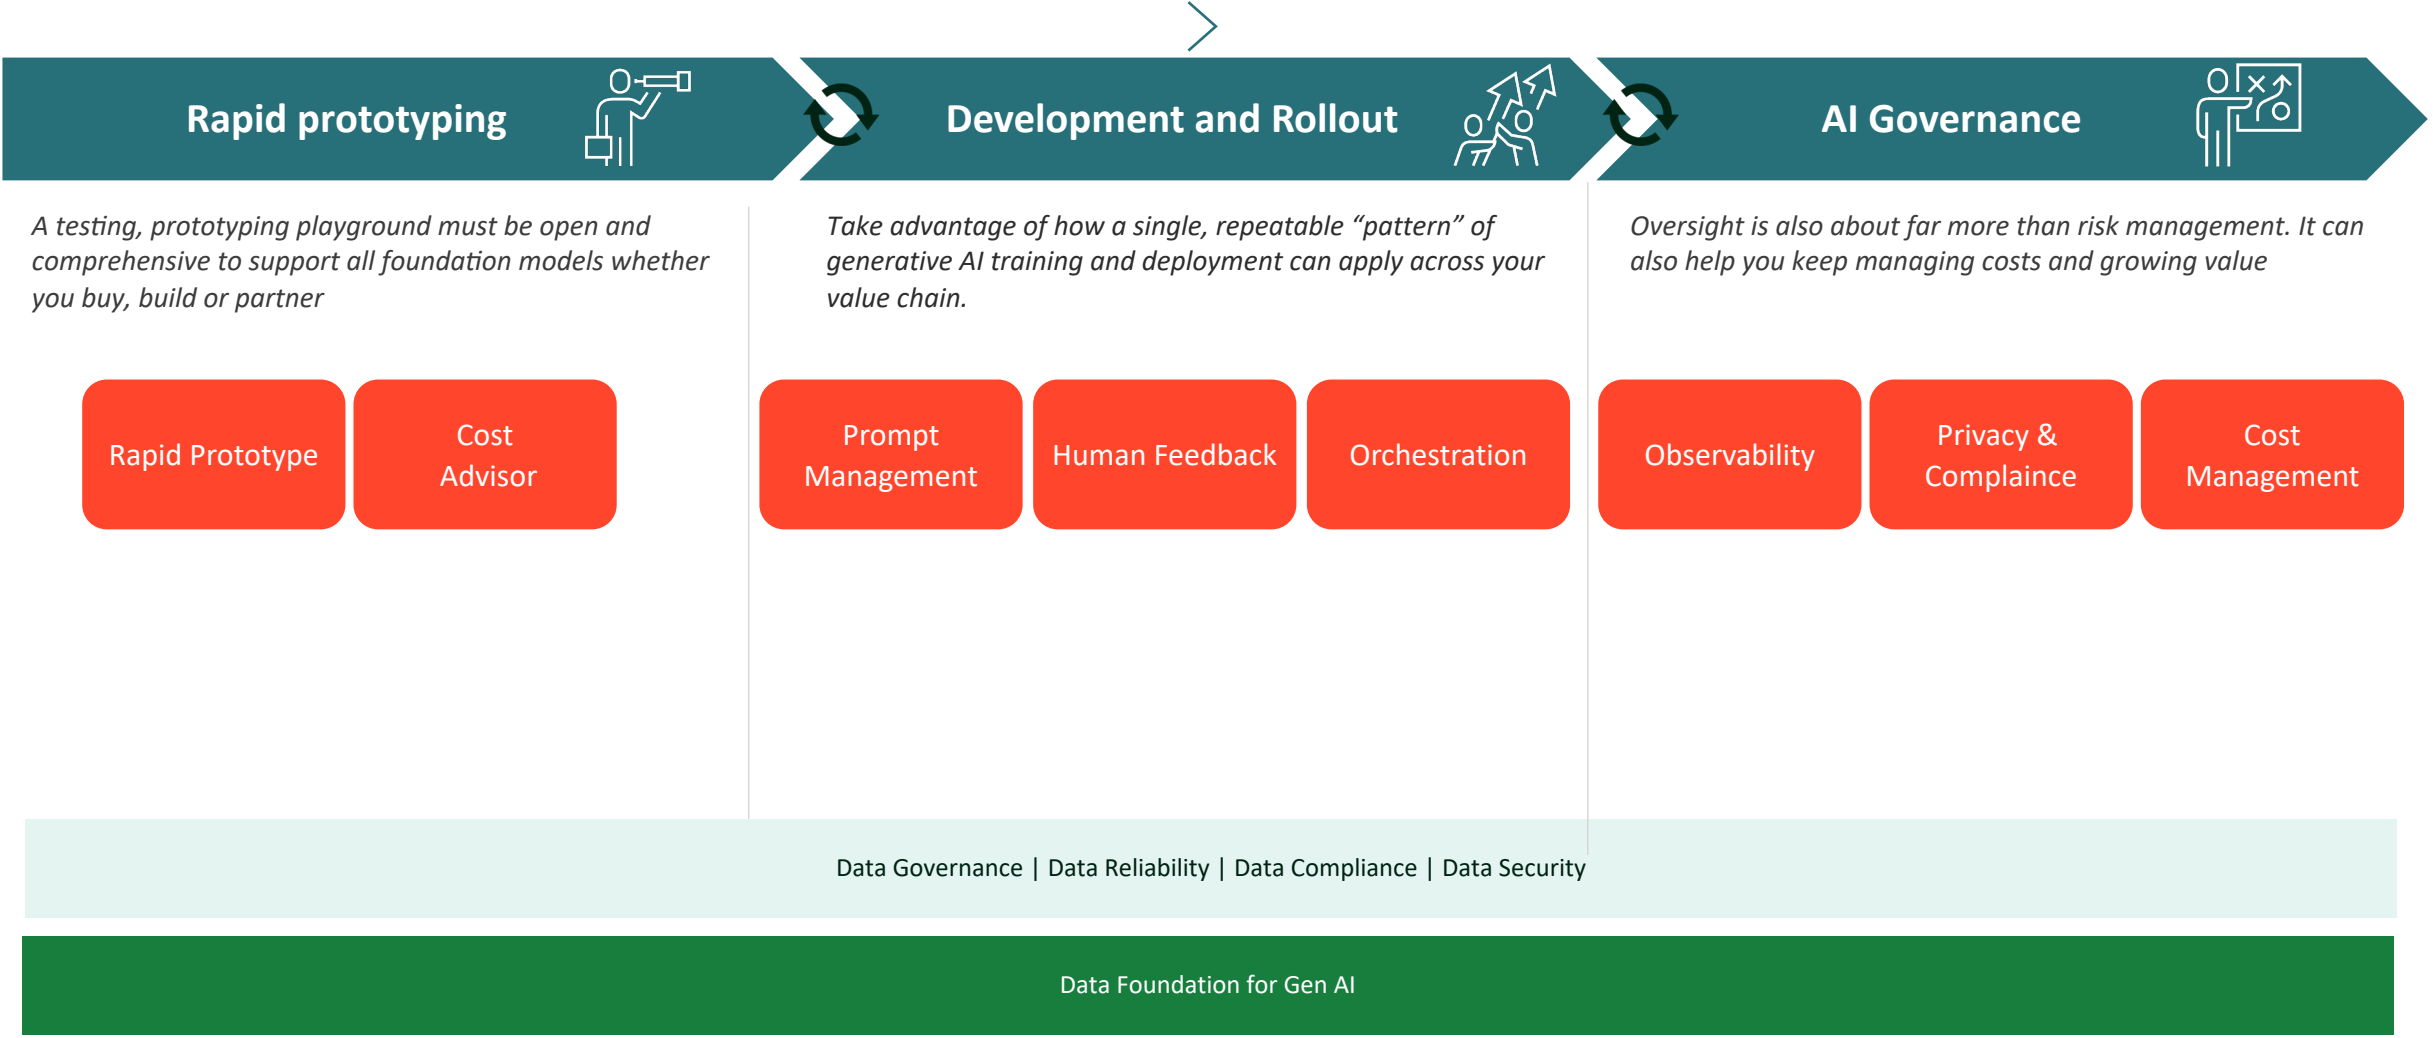 Rapid prototyping
Development and Rollout
AI Governance
A testing, prototyping playground must be open and
comprehensive to support all foundation models whether
you buy, build or partner
Take advantage of how a single, repeatable “pattern” of
generative AI training and deployment can apply across your
value chain.
Oversight is also about far more than risk management. It can
also help you keep managing costs and growing value
Rapid Prototype
Cost
Advisor
Prompt
Management
Human Feedback
Orchestration
Observability
Privacy &
Complaince
Cost
Management
Data Governance | Data Reliability | Data Compliance | Data Security
Data Foundation for Gen AI